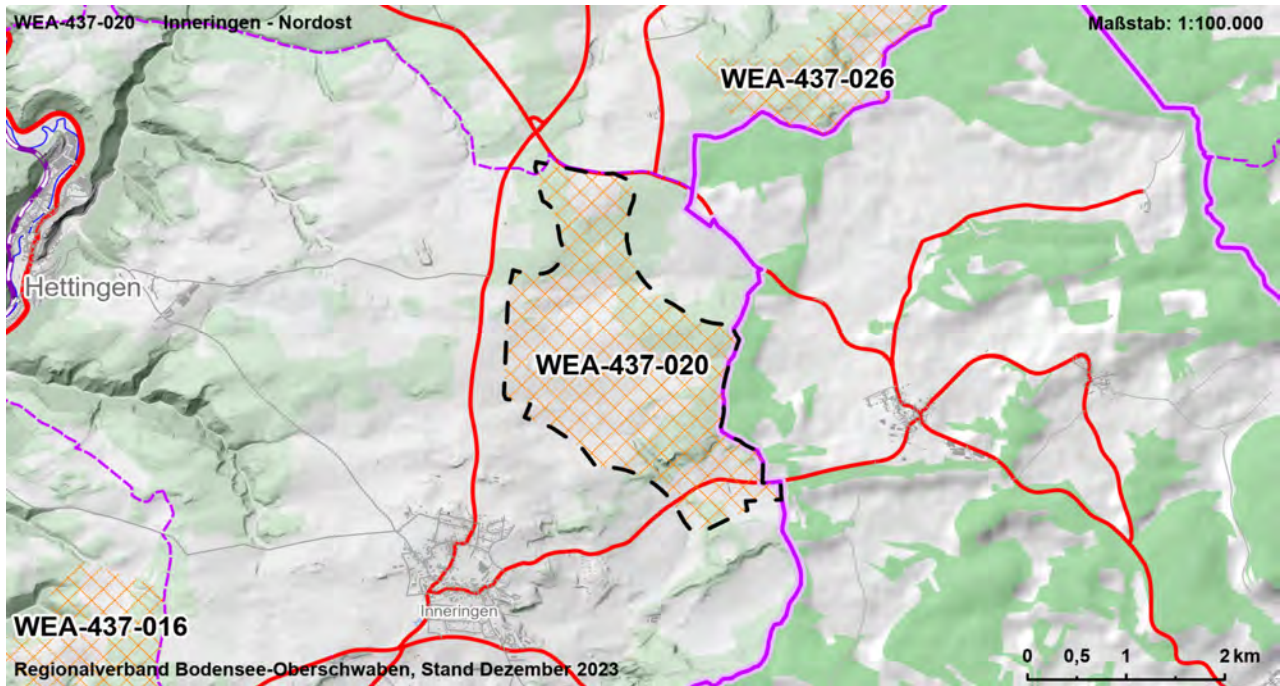 WEA-437-020 Inneringen - Nordost
Maßstab: 1:100.000
WEA-437-026
Hettingen
WEA-437-020
Inneringen
WEA-437-016
Regionalverband Bodensee-Oberschwaben, Stand Dezember 2023
0 0,5 1 2 km